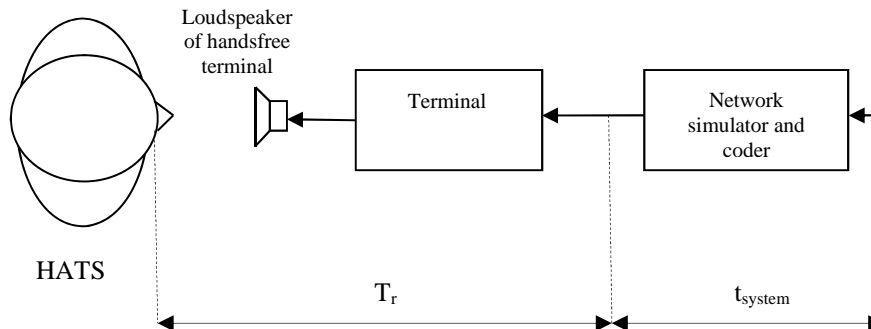 Loudspeaker
of handsfree
terminal
Terminal
Network
simulator and
coder
HATS
Tr
tsystem